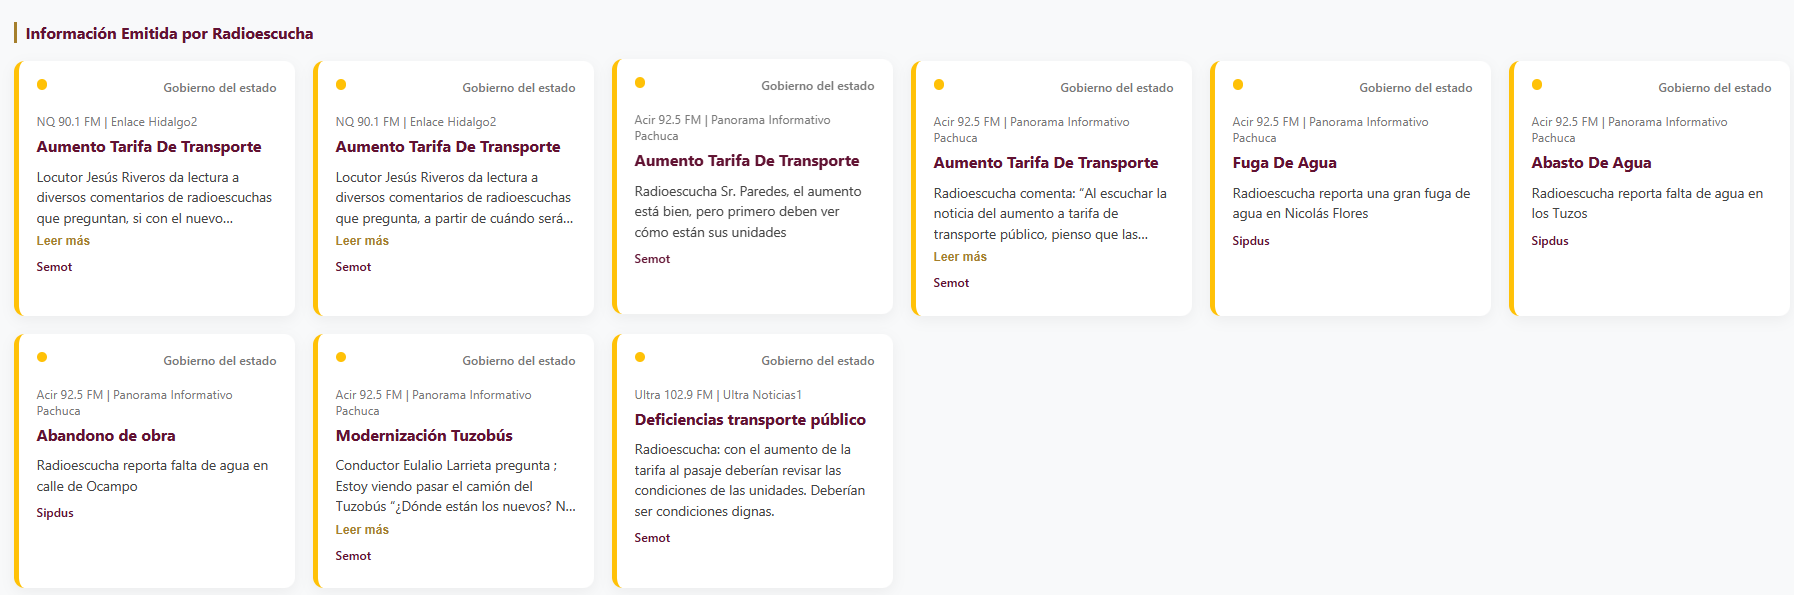 Información Emitida por Radioescucha
Gobierno del estado
NQ 90.1 FM | Enlace Hidalgo2
Aumento Tarifa De Transporte
Locutor Jesús Riveros da lectura a
diversos comentarios de radioescuchas
que preguntan, si con el nuevo...
Leer más
Semot
Gobierno del estado
NQ 90.1 FM | Enlace Hidalgo2
Aumento Tarifa De Transporte
Locutor Jesús Riveros da lectura a
diversos comentarios de radioescuchas
que pregunta, a partir de cuándo será...
Leer más
Semot
Gobierno del estado
Acir 92.5 FM | Panorama Informativo
Pachuca
Aumento Tarifa De Transporte
Radioescucha Sr. Paredes, el aumento
está bien, pero primero deben ver
cómo están sus unidades
Semot
Gobierno del estado
Acir 92.5 FM | Panorama Informativo
Pachuca
Aumento Tarifa De Transporte
Radioescucha comenta: “Al escuchar la
noticia del aumento a tarifa de
transporte público, pienso que las...
Leer más
Semot
Gobierno del estado
Acir 92.5 FM | Panorama Informativo
Pachuca
Fuga De Agua
Radioescucha reporta una gran fuga de
agua en Nicolás Flores
Sipdus
Gobierno del estado
Acir 92.5 FM | Panorama Informativo
Pachuca
Abasto De Agua
Radioescucha reporta falta de agua en
los Tuzos
Sipdus
Gobierno del estado
Acir 92.5 FM | Panorama Informativo
Pachuca
Abandono de obra
Radioescucha reporta falta de agua en
calle de Ocampo
Sipdus
Gobierno del estado
Acir 92.5 FM | Panorama Informativo
Pachuca
Modernización Tuzobús
Conductor Eulalio Larrieta pregunta ;
Estoy viendo pasar el camión del
Tuzobús “¿Dónde están los nuevos? N...
Leer más
Semot
Gobierno del estado
Ultra 102.9 FM | Ultra Noticias1
Deficiencias transporte público
Radioescucha: con el aumento de la
tarifa al pasaje deberían revisar las
condiciones de las unidades. Deberían
ser condiciones dignas.
Semot